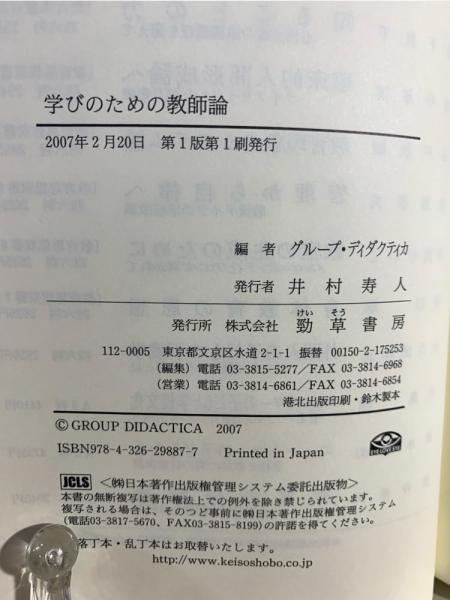 学びのための教師論
2007年2月20日 第1版第1刷発行
編者 グループ・ディダクティカ
発行者 井村寿人
けい そう
発行所 株式会社 勁草書房
112-0005 東京都文京区水道2-1-1 振替 00150-2-175253
(編集) 電話 03-3815-5277/FAX 03-3814-6968
(営業) 電話 03-3814-6861/FAX 03-3814-6854
港北出版印刷・鈴木製本
©GROUP DIDACTICA 2007
ISBN978-4-326-29887-7 Printed in Japan
JCLS <㈱日本著作出版権管理システム委託出版物>
本書の無断複写は著作権法上での例外を除き禁じられています。
複写される場合は、そのつど事前に㈱日本著作出版権管理システム
(電話03-3817-5670、FAX03-3815-8199)の許諾を得てください。
落丁本・乱丁本はお取替いたします。
http://www.keisoshobo.co.jp